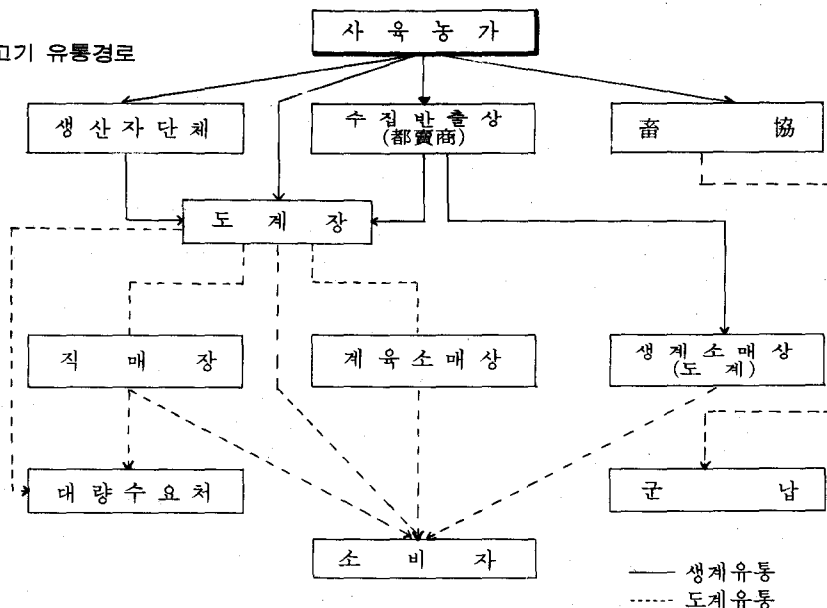 사육농가
고기 유통경로
생산자단체
수집반출상
(都賣商)
畜協
도계장
직매장
계육소매상
생계소매상
(도계)
대량수요처
군납
소비자
생계유통
도계유통